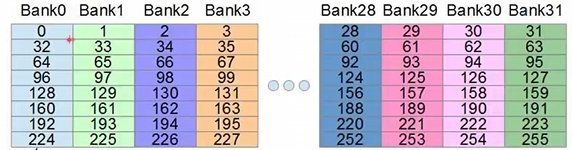 Bank0 Bank1 Bank2 Bank3 Bank28 Bank29 Bank30 Bank31
0 1 2 3 28 29 30 31
32 33 34 35 60 61 62 63
64 65 66 67 92 93 94 95
96 97 98 99 124 125 126 127
128 129 130 131 156 157 158 159
160 161 162 163 188 189 190 191
192 193 194 195 220 221 222 223
224 225 226 227 252 253 254 255